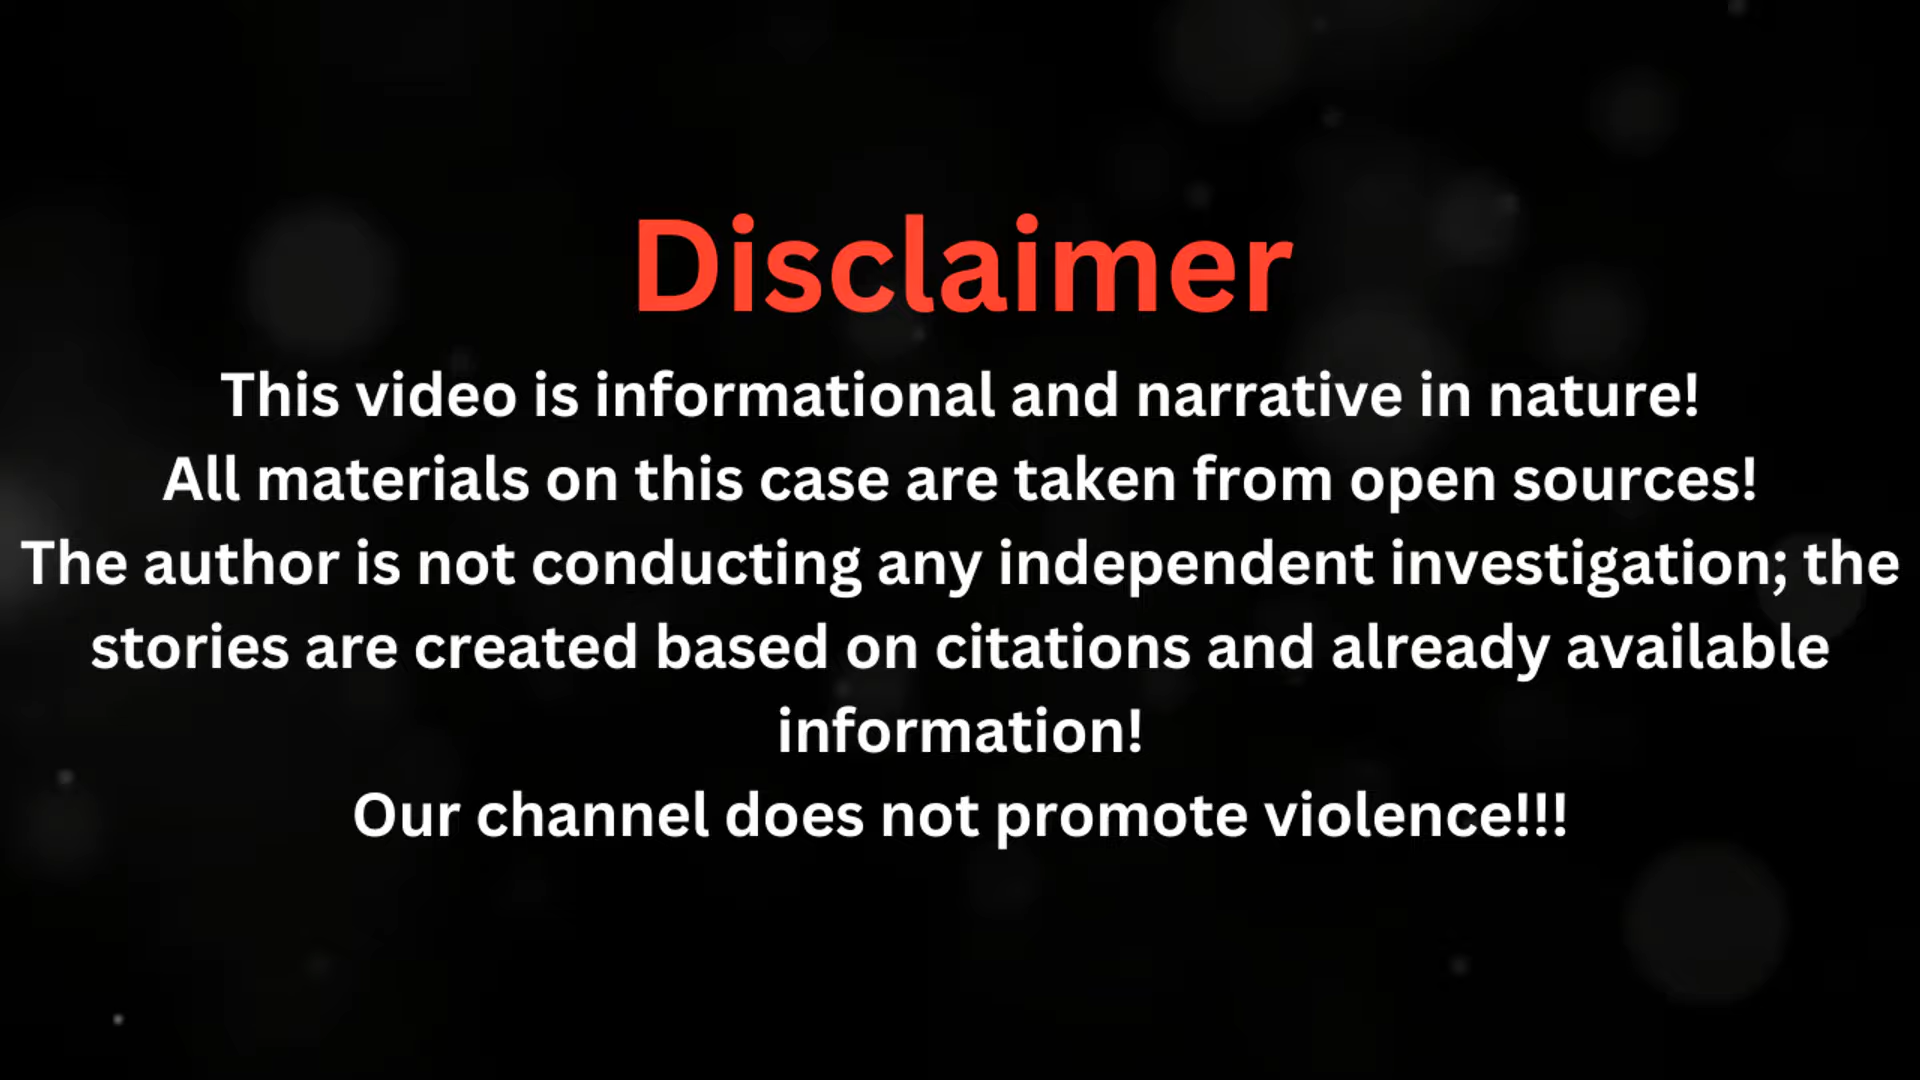 Disclaimer
This video is informational and narrative in nature!
All materials on this case are taken from open sources!
The author is not conducting any independent investigation; the
stories are created based on citations and already available
information!
Our channel does not promote violence!!!